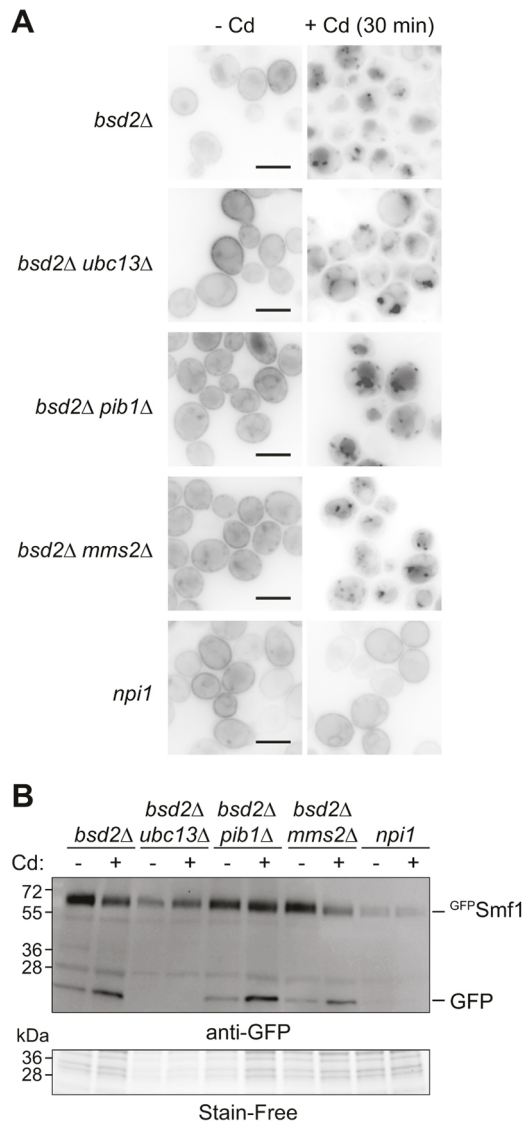 A
- Cd
+ Cd (30 min)
bsd2Δ
bsd2Δ ubc13Δ
bsd2Δ pib1Δ
bsd2Δ mms2Δ
npi1
B
bsd2Δ bsd2Δ bsd2Δ
bsd2Δ ubc13Δ pib1Δ mms2Δ npi1
Cd: - + - + - + - + - +
72
55
36
28
GFPSmf1
GFP
anti-GFP
kDa
36
28
Stain-Free